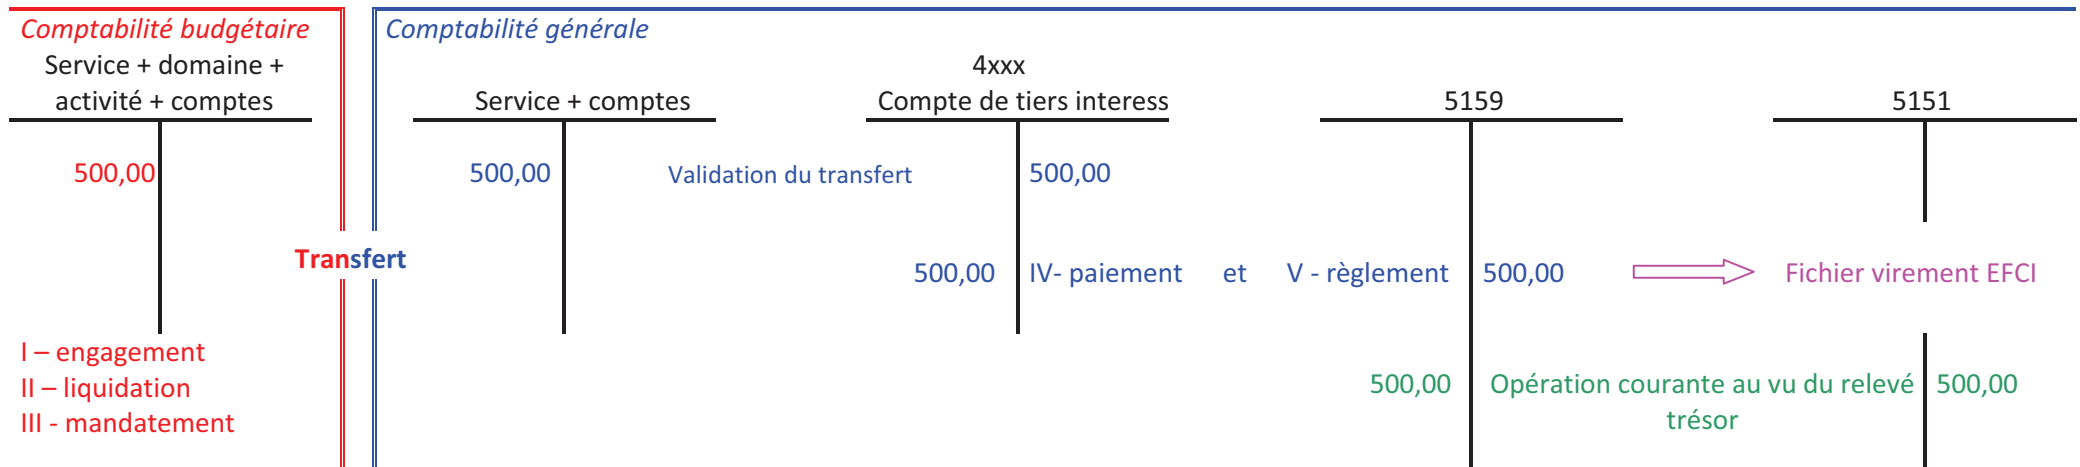 Comptabilité budgétaire
Service + domaine +
activité + comptes
500,00
Transfert
I – engagement
II – liquidation
III - mandatement
Comptabilité générale
Service + comptes
500,00
Validation du transfert
4xxx
Compte de tiers interess
500,00
500,00
IV- paiement et V - règlement
5159
500,00
Fichier virement EFCI
5151
500,00
Opération courante au vu du relevé
trésor
500,00